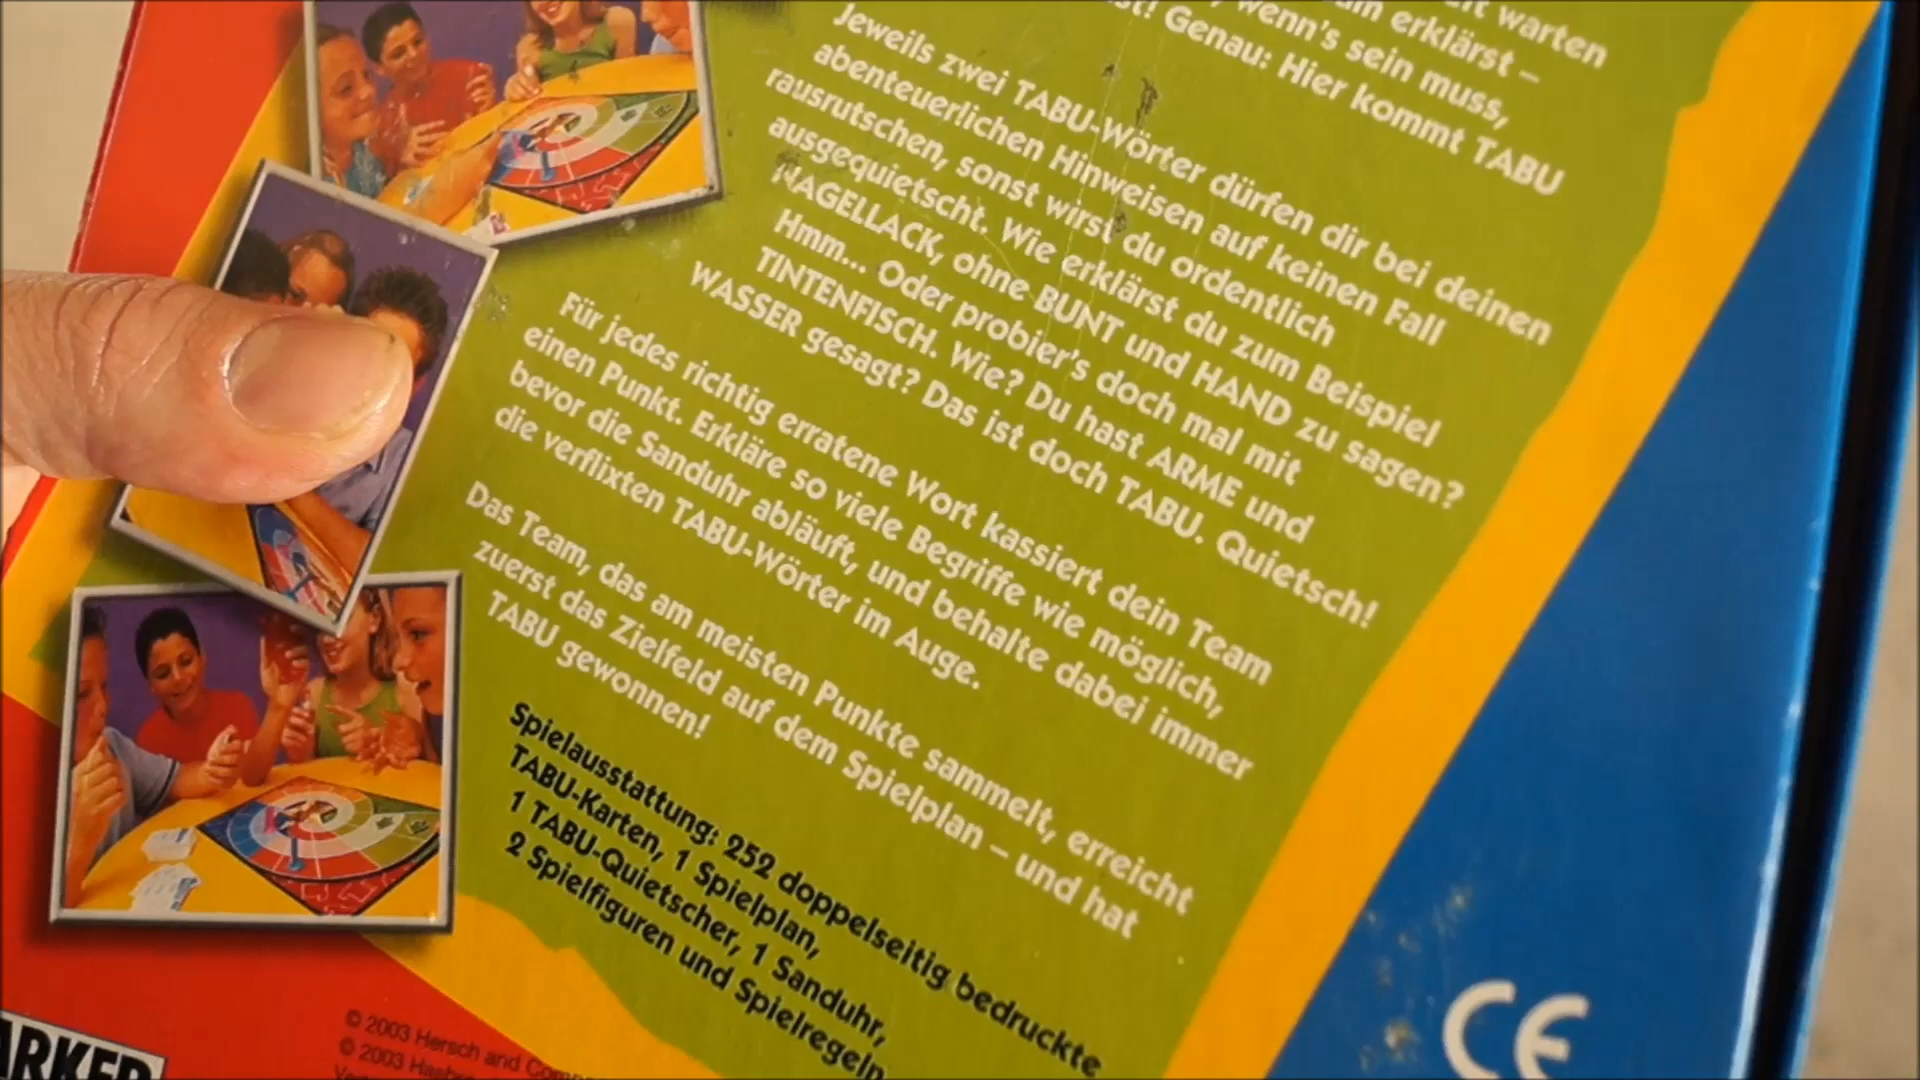 warten
erklärst –
wenn's sein muss,
Genau: Hier kommt TABU
Jeweils zwei TABU-Wörter dürfen dir bei deinen
abenteuerlichen Hinweisen auf keinen Fall
rausrutschen, sonst wirst du ordentlich
ausgequietscht. Wie erklärst du zum Beispiel
NAGELLACK, ohne BUNT und HAND zu sagen?
Hmm... Oder probier's doch mal mit
TINTENFISCH. Wie? Du hast ARME und
WASSER gesagt? Das ist doch TABU. Quietsch!
Für jedes richtig erratene Wort kassiert dein Team
einen Punkt. Erkläre so viele Begriffe wie möglich,
bevor die Sanduhr abläuft, und behalte dabei immer
die verflixten TABU-Wörter im Auge.
Das Team, das am meisten Punkte sammelt, erreicht
zuerst das Zielfeld auf dem Spielplan – und hat
TABU gewonnen!
Spielausstattung: 252 doppelseitig bedruckte
TABU-Karten, 1 Spielplan,
1 TABU-Quietscher, 1 Sanduhr,
2 Spielfiguren und Spielregeln
© 2003 Hersch and
© 2003
CE